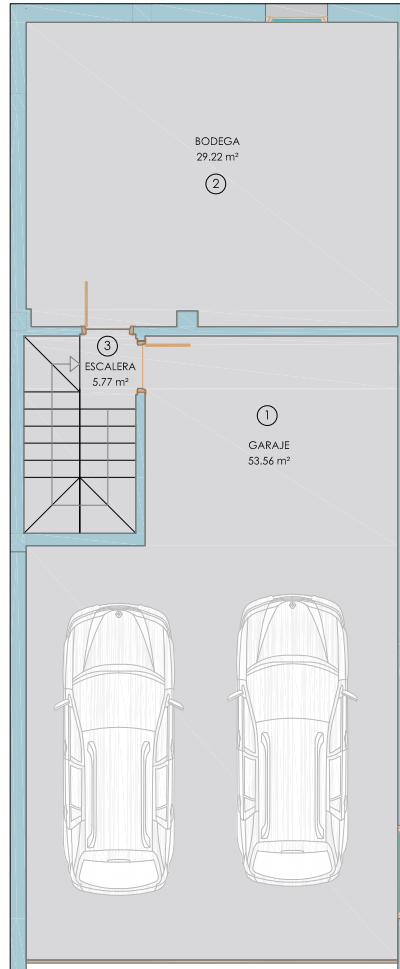 BODEGA
29.22 m²
2
3
ESCALERA
5.77 m²
1
GARAJE
53.56 m²